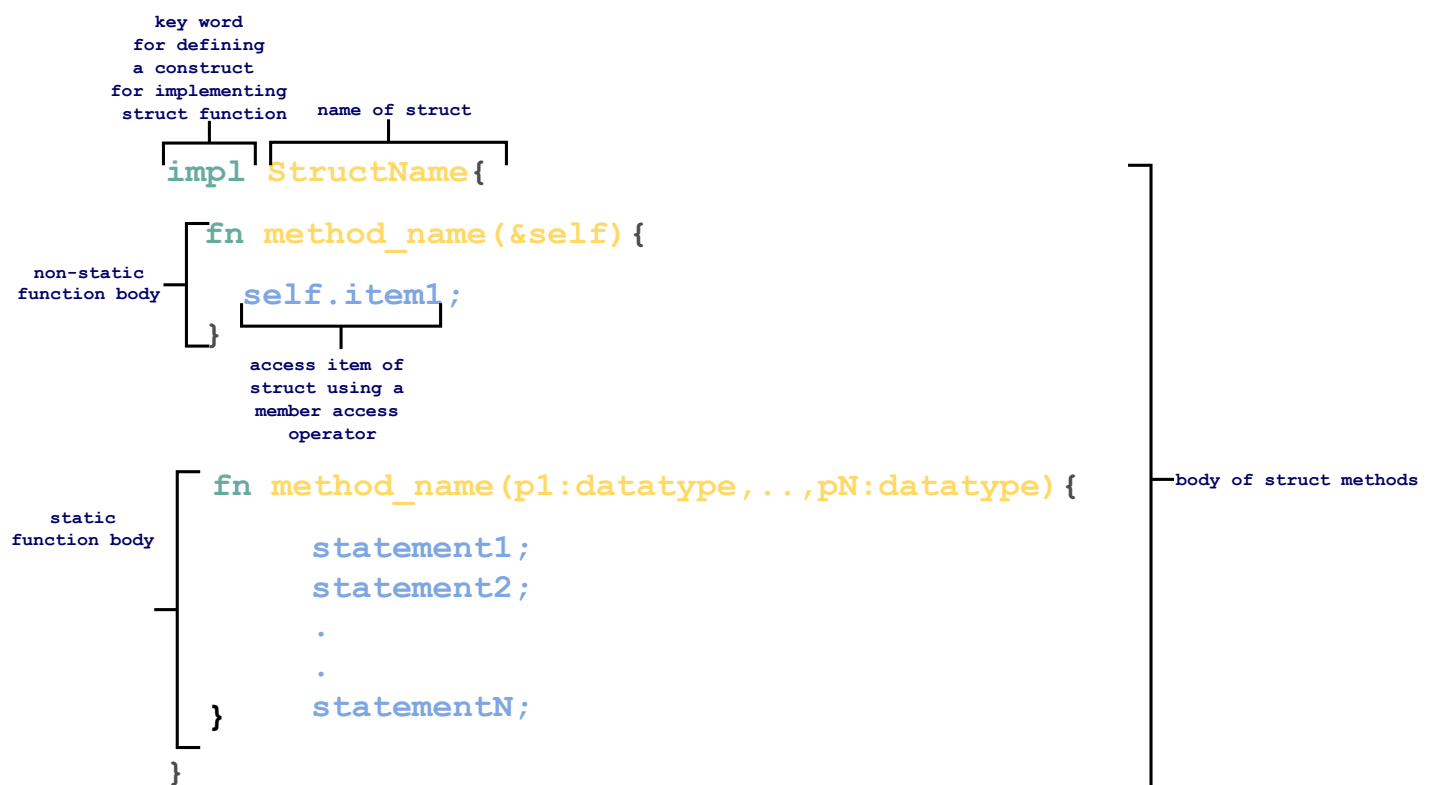 key word
for defining
a construct
for implementing
struct function
name of struct
impl StructName{
fn method_name(&self){
non-static
function body
self.item1;
}
access item of
struct using a
member access
operator
fn method_name(p1:datatype,..,pN:datatype){
body of struct methods
static
function body
statement1;
statement2;
.
.
statementN;
}
}